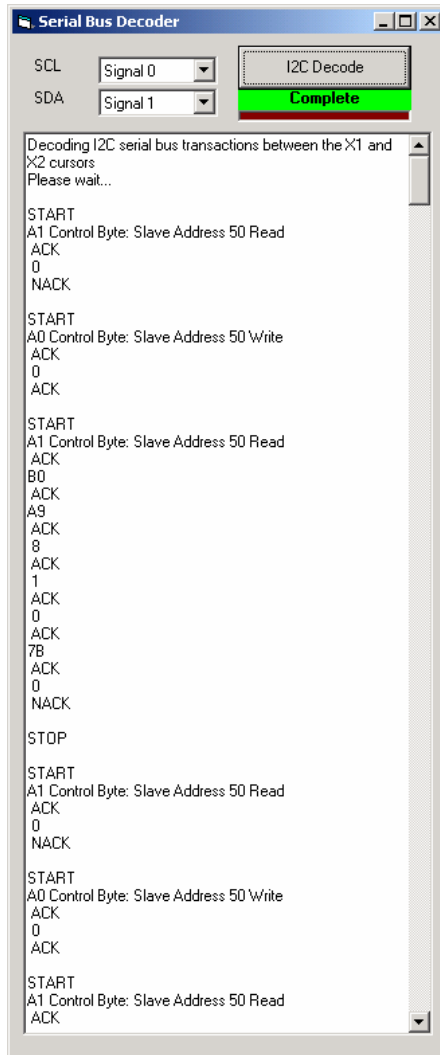 Serial Bus Decoder
SCL
Signal 0
I2C Decode
SDA
Signal 1
Complete
Decoding I2C serial bus transactions between the X1 and
X2 cursors
Please wait...
START
A1 Control Byte: Slave Address 50 Read
ACK
0
NACK
START
A0 Control Byte: Slave Address 50 Write
ACK
0
ACK
START
A1 Control Byte: Slave Address 50 Read
ACK
B0
ACK
A9
ACK
8
ACK
1
ACK
0
ACK
7B
ACK
0
NACK
STOP
START
A1 Control Byte: Slave Address 50 Read
ACK
0
NACK
START
A0 Control Byte: Slave Address 50 Write
ACK
0
ACK
START
A1 Control Byte: Slave Address 50 Read
ACK